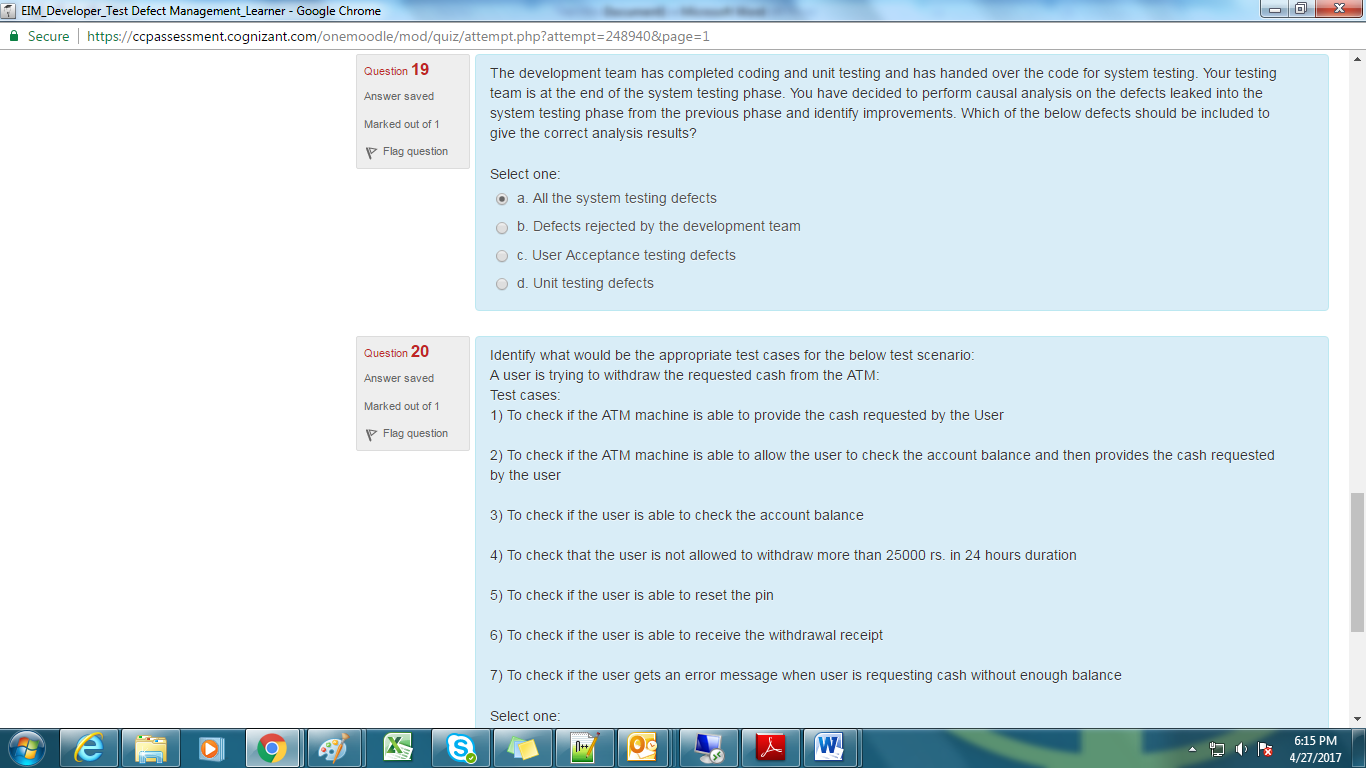 EIM_Developer_Test Defect Management_Learner - Google Chrome
Secure
https://ccpassessment.cognizant.com/onemoodle/mod/quiz/attempt.php?attempt=248940&page=1
Question 19
Answer saved
Marked out of 1
Flag question
The development team has completed coding and unit testing and has handed over the code for system testing. Your testing
team is at the end of the system testing phase. You have decided to perform causal analysis on the defects leaked into the
system testing phase from the previous phase and identify improvements. Which of the below defects should be included to
give the correct analysis results?
Select one:
a. All the system testing defects
b. Defects rejected by the development team
c. User Acceptance testing defects
d. Unit testing defects
Question 20
Answer saved
Marked out of 1
Flag question
Identify what would be the appropriate test cases for the below test scenario:
A user is trying to withdraw the requested cash from the ATM:
Test cases:
1) To check if the ATM machine is able to provide the cash requested by the User
2) To check if the ATM machine is able to allow the user to check the account balance and then provides the cash requested
by the user
3) To check if the user is able to check the account balance
4) To check that the user is not allowed to withdraw more than 25000 rs. in 24 hours duration
5) To check if the user is able to reset the pin
6) To check if the user is able to receive the withdrawal receipt
7) To check if the user gets an error message when user is requesting cash without enough balance
Select one:
6:15 PM
4/27/2017